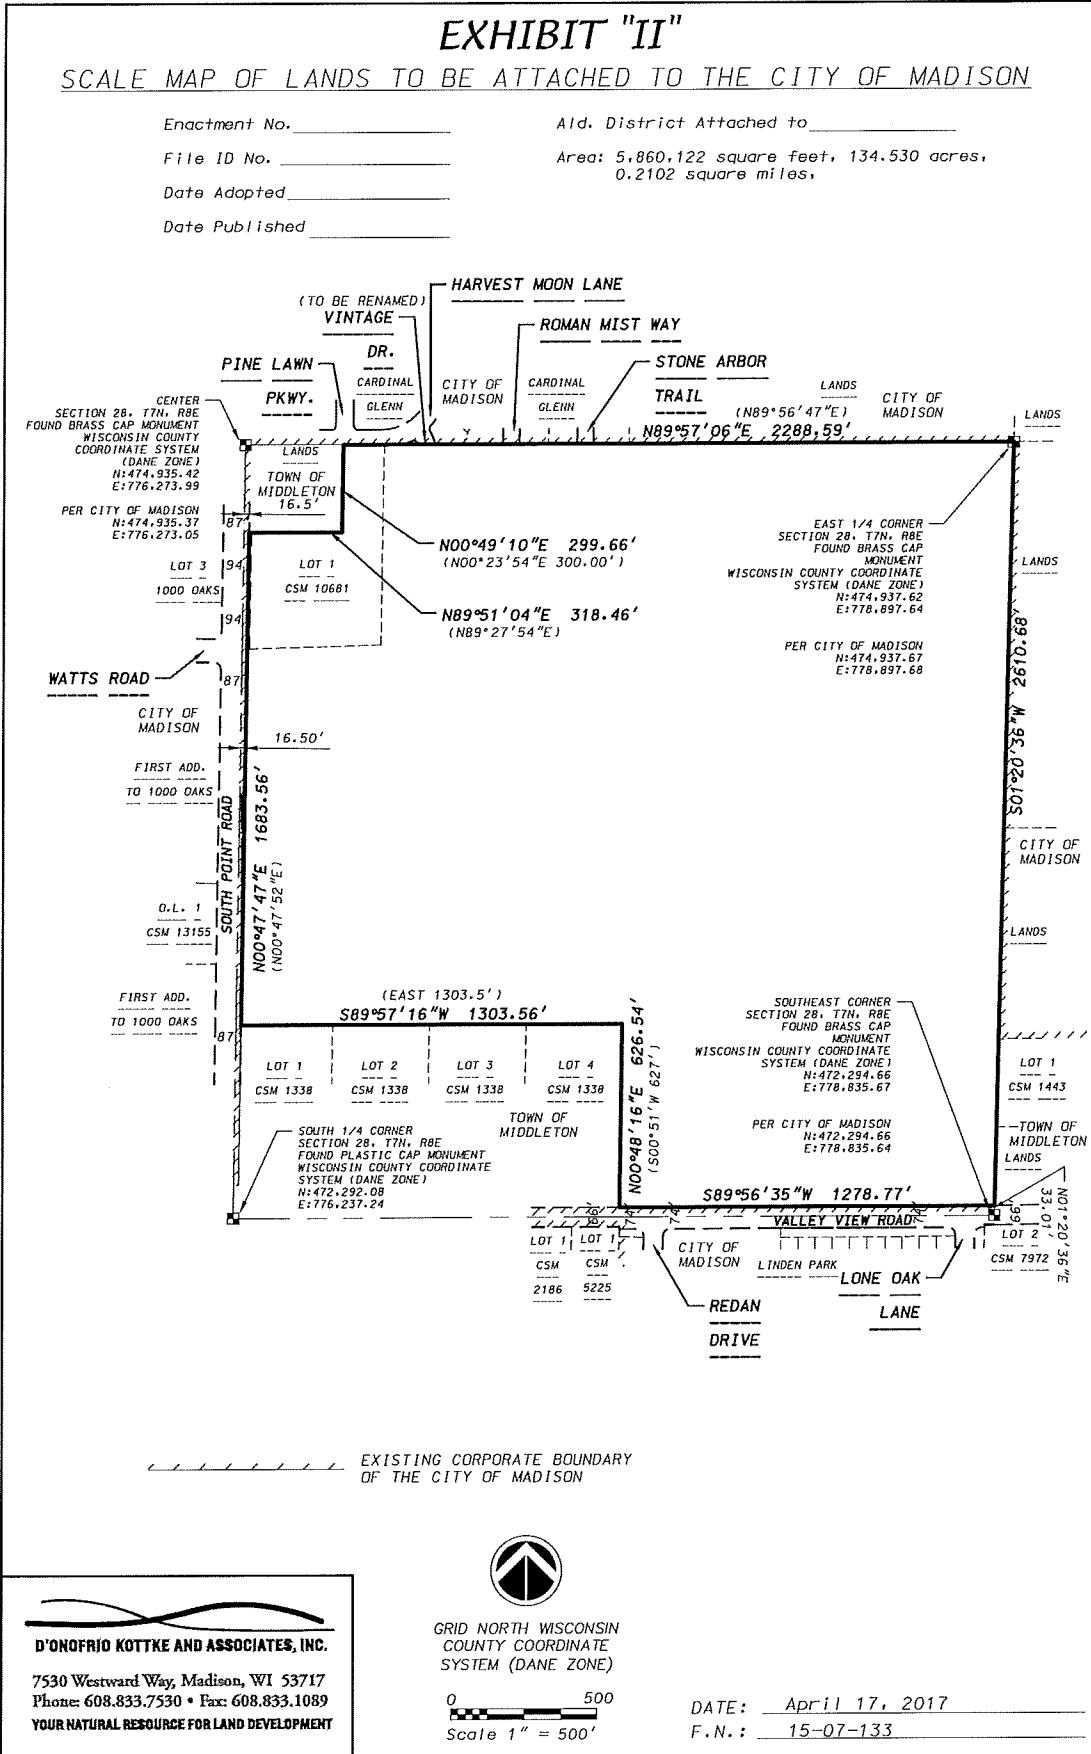 EXHIBIT "II"
SCALE MAP OF LANDS TO BE ATTACHED TO THE CITY OF MADISON
Enactment No.
File ID No.
Date Adopted
Date Published
Ald. District Attached to
Area: 5,860,122 square feet, 134.530 acres,
0.2102 square miles,
HARVEST MOON LANE
(TO BE RENAMED)
VINTAGE
DR.
ROMAN MIST WAY
PINE LAWN
PKWY.
STONE ARBOR
TRAIL
CARDINAL
GLENN
CITY OF
MADISON
CARDINAL
GLENN
LANDS
CITY OF
MADISON
LANDS
(N89°56'47"E)
N89°57'06"E 2288.59'
CENTER
SECTION 28, T7N, R8E
FOUND BRASS CAP MONUMENT
WISCONSIN COUNTY
COORDINATE SYSTEM
(DANE ZONE)
N:474,935.42
E:776,273.99
PER CITY OF MADISON
N:474,935.37
E:776,273.05
LANDS
TOWN OF
MIDDLETON
16.5'
87'
N00°49'10"E 299.66'
(N00°23'54"E 300.00')
EAST 1/4 CORNER
SECTION 28, T7N, R8E
FOUND BRASS CAP
MONUMENT
WISCONSIN COUNTY COORDINATE
SYSTEM (DANE ZONE)
N:474,937.62
E:778,897.64
PER CITY OF MADISON
N:474,937.67
E:778,897.68
LANDS
LOT 3
1000 OAKS
94'
LOT 1
CSM 10681
94'
N89°51'04"E 318.46'
(N89°27'54"E)
S01°20'36"W 2610.68'
WATTS ROAD
87'
CITY OF
MADISON
16.50'
FIRST ADD.
TO 1000 OAKS
SOUTH POINT ROAD
N00°47'47"E 1683.56'
(N00°47'52"E)
CITY OF
MADISON
O.L. 1
CSM 13155
LANDS
FIRST ADD.
TO 1000 OAKS
87'
(EAST 1303.5')
S89°57'16"W 1303.56'
LOT 1
CSM 1338
LOT 2
CSM 1338
LOT 3
CSM 1338
LOT 4
CSM 1338
TOWN OF
MIDDLETON
N00°48'16"E 626.54'
(S00°51'W 627')
SOUTHEAST CORNER
SECTION 28, T7N, R8E
FOUND BRASS CAP
MONUMENT
WISCONSIN COUNTY COORDINATE
SYSTEM (DANE ZONE)
N:472,294.66
E:778,835.67
PER CITY OF MADISON
N:472,294.66
E:778,835.64
LOT 1
CSM 1443
TOWN OF
MIDDLETON
LANDS
SOUTH 1/4 CORNER
SECTION 28, T7N, R8E
FOUND PLASTIC CAP MONUMENT
WISCONSIN COUNTY COORDINATE
SYSTEM (DANE ZONE)
N:472,292.08
E:776,237.24
S89°56'35"W 1278.77'
66'
74'
74'
VALLEY VIEW ROAD
74'
66'
N01°20'36"E
33.01'
LOT 1
CSM
2186
LOT 1
CSM
5225
CITY OF
MADISON
LINDEN PARK
LOT 2
CSM 7972
LONE OAK
LANE
REDAN
DRIVE
EXISTING CORPORATE BOUNDARY
OF THE CITY OF MADISON
GRID NORTH WISCONSIN
COUNTY COORDINATE
SYSTEM (DANE ZONE)
0 500
Scale 1" = 500'
D'ONOFRIO KOTTKE AND ASSOCIATES, INC.
7530 Westward Way, Madison, WI 53717
Phone: 608.833.7530 • Fax: 608.833.1089
YOUR NATURAL RESOURCE FOR LAND DEVELOPMENT
DATE: April 17, 2017
F.N.: 15-07-133